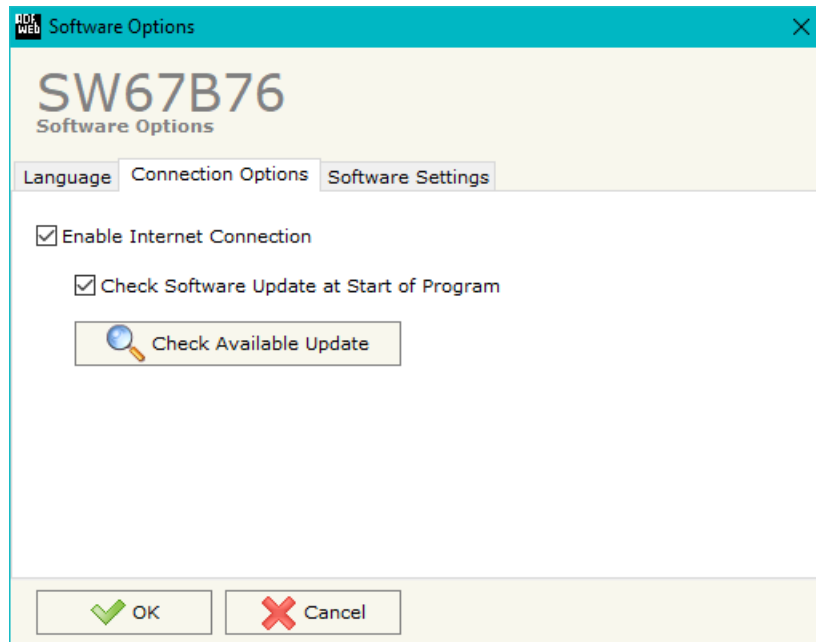 ADF
WEB
Software Options
SW67B76
Software Options
Language Connection Options Software Settings
Enable Internet Connection
Check Software Update at Start of Program
Check Available Update
OK Cancel